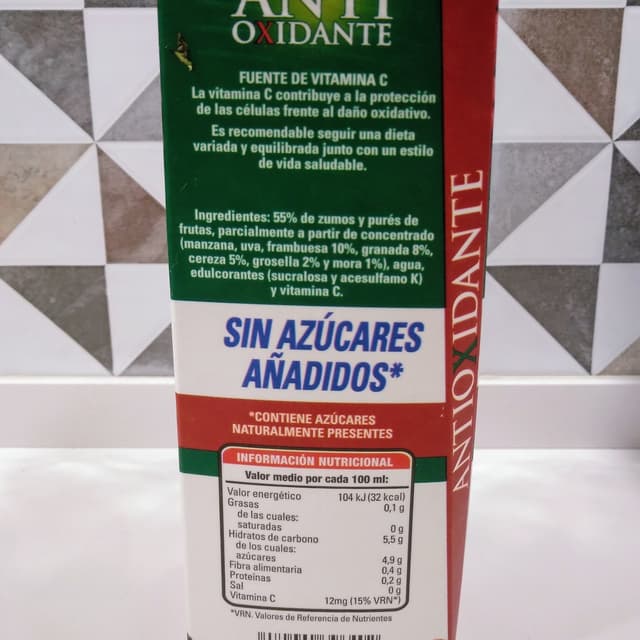 ANTI
OXIDANTE
FUENTE DE VITAMINA C
La vitamina C contribuye a la protección
de las células frente al daño oxidativo.
Es recomendable seguir una dieta
variada y equilibrada junto con un estilo
de vida saludable.
Ingredientes: 55% de zumos y purés de
frutas, parcialmente a partir de concentrado
(manzana, uva, frambuesa 10%, granada 8%,
cereza 5%, grosella 2% y mora 1%), agua,
edulcorantes (sucralosa y acesulfamo K)
y vitamina C.
SIN AZÚCARES
AÑADIDOS*
*CONTIENE AZÚCARES
NATURALMENTE PRESENTES
INFORMACIÓN NUTRICIONAL
Valor medio por cada 100 ml:
Valor energético 104 kJ (32 kcal)
Grasas 0,1 g
de las cuales:
saturadas 0 g
Hidratos de carbono 5,5 g
de los cuales:
azúcares 4,9 g
Fibra alimentaria 0,4 g
Proteínas 0,2 g
Sal 0 g
Vitamina C 12mg (15% VRN*)
*VRN. Valores de Referencia de Nutrientes
ANTIOXIDANTE